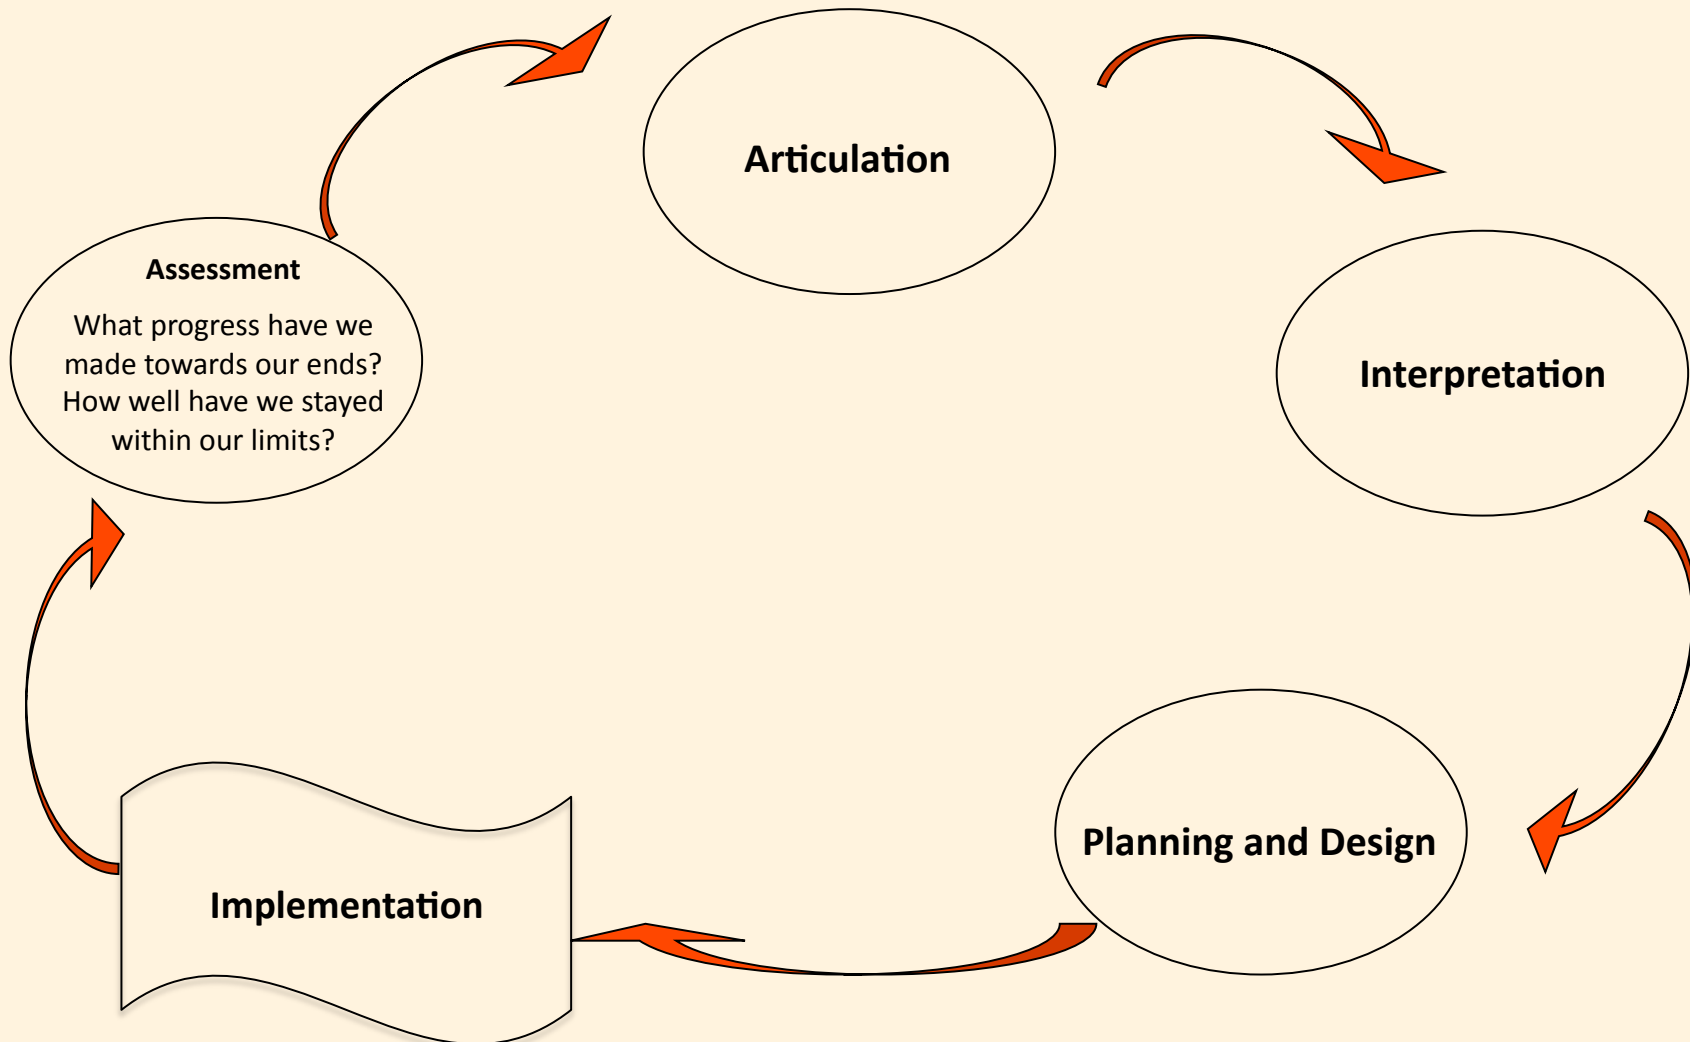 Articulation
Interpretation
Planning and Design
Implementation
Assessment
What progress have we
made towards our ends?
How well have we stayed
within our limits?